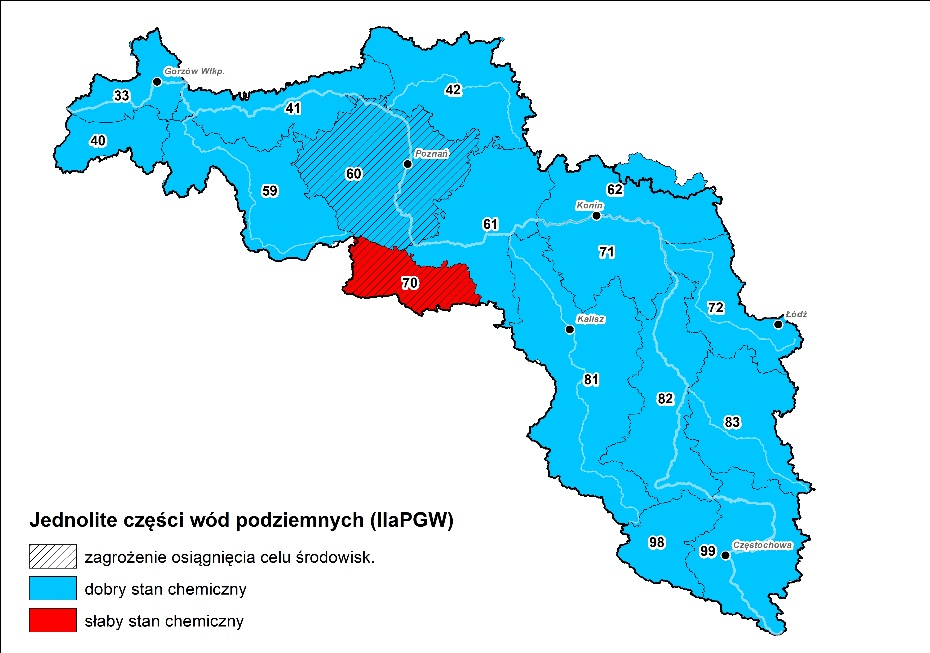 Gorzów Wlkp.
33
41
42
40
Poznań
60
59
62
Konin
61
71
70
72
Łódź
Kalisz
81
82
83
Jednolite części wód podziemnych (IIaPGW)
zagrożenie osiągnięcia celu środowisk.
98
99
Częstochowa
dobry stan chemiczny
słaby stan chemiczny